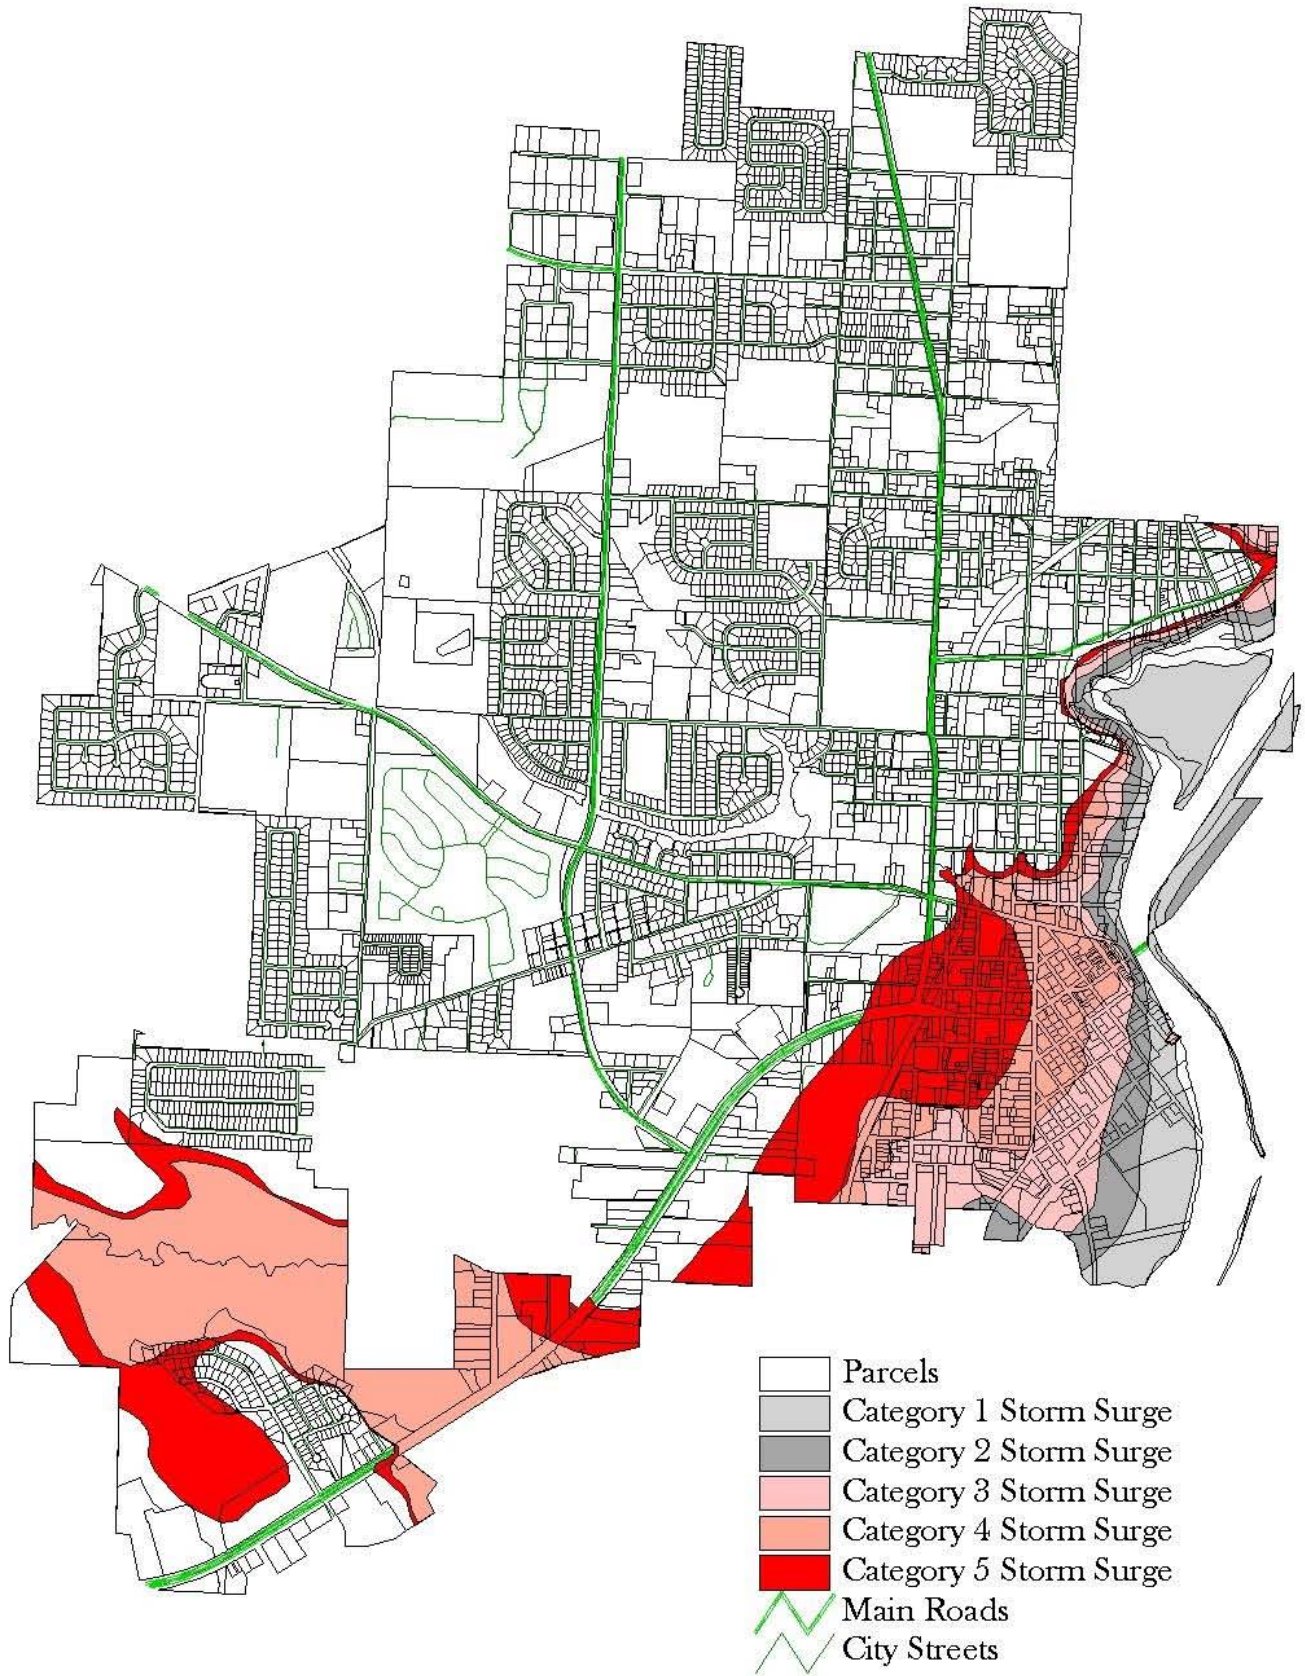 Parcels
Category 1 Storm Surge
Category 2 Storm Surge
Category 3 Storm Surge
Category 4 Storm Surge
Category 5 Storm Surge
Main Roads
City Streets